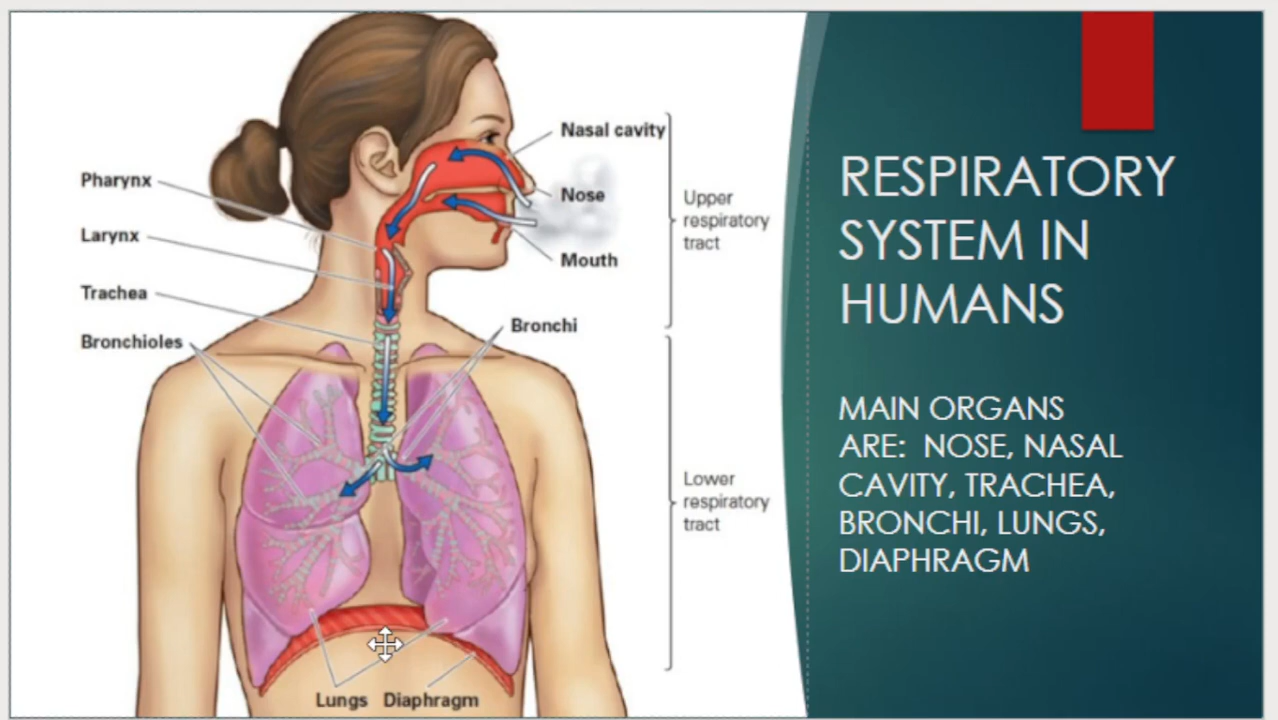 Nasal cavity
Pharynx
Nose
Upper
respiratory
tract
Larynx
Mouth
Trachea
Bronchi
Bronchioles
Lower
respiratory
tract
Lungs
Diaphragm
RESPIRATORY
SYSTEM IN
HUMANS
MAIN ORGANS
ARE: NOSE, NASAL
CAVITY, TRACHEA,
BRONCHI, LUNGS,
DIAPHRAGM